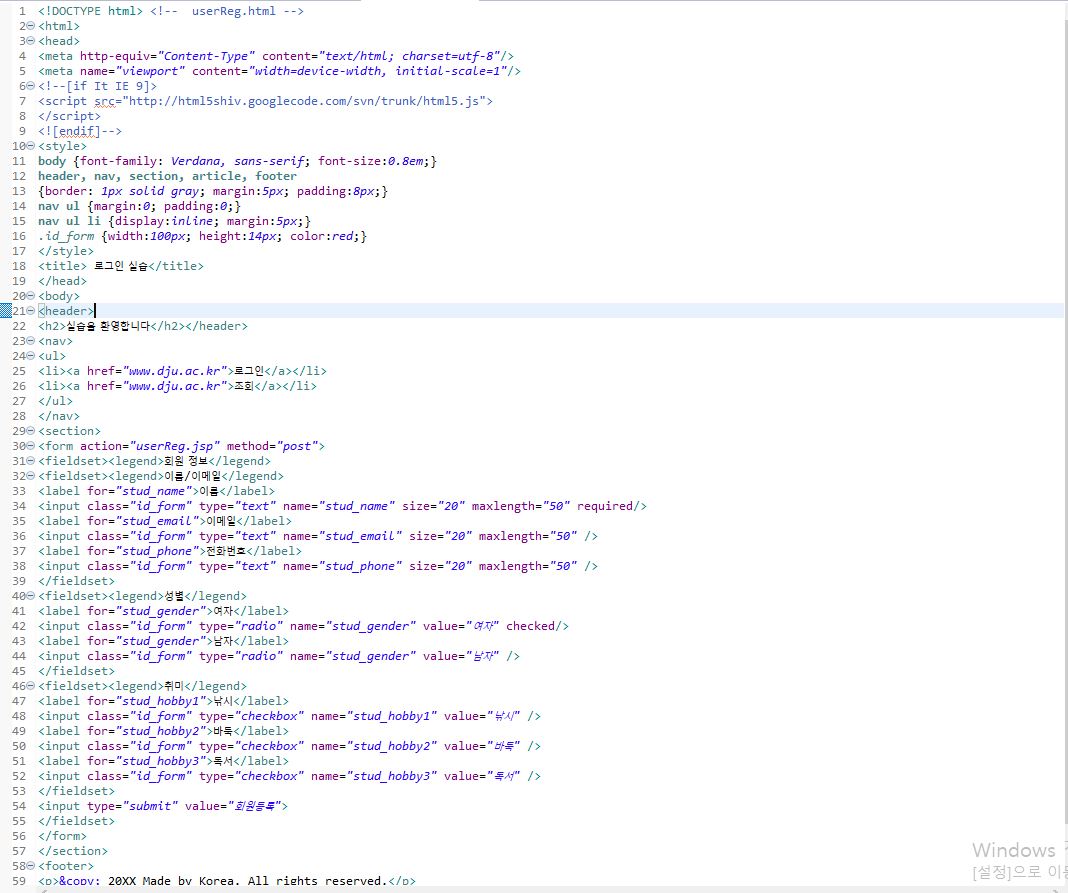 1 <!DOCTYPE html> <!--  userReg.html -->
2 <html>
3 <head>
4 <meta http-equiv="Content-Type" content="text/html; charset=utf-8"/>
5 <meta name="viewport" content="width=device-width, initial-scale=1"/>
6 <!--[if It IE 9]>
7 <script src="http://html5shiv.googlecode.com/svn/trunk/html5.js">
8 </script>
9 <![endif]-->
10 <style>
11 body {font-family: Verdana, sans-serif; font-size:0.8em;}
12 header, nav, section, article, footer
13 {border: 1px solid gray; margin:5px; padding:8px;}
14 nav ul {margin:0; padding:0;}
15 nav ul li {display:inline; margin:5px;}
16 .id_form {width:100px; height:14px; color:red;}
17 </style>
18 <title> 로그인 실습</title>
19 </head>
20 <body>
21 <header>
22 <h2>실습을 환영합니다</h2></header>
23 <nav>
24 <ul>
25 <li><a href="www.dju.ac.kr">로그인</a></li>
26 <li><a href="www.dju.ac.kr">조회</a></li>
27 </ul>
28 </nav>
29 <section>
30 <form action="userReg.jsp" method="post">
31 <fieldset><legend>회원 정보</legend>
32 <fieldset><legend>이름/이메일</legend>
33 <label for="stud_name">이름</label>
34 <input class="id_form" type="text" name="stud_name" size="20" maxlength="50" required/>
35 <label for="stud_email">이메일</label>
36 <input class="id_form" type="text" name="stud_email" size="20" maxlength="50" />
37 <label for="stud_phone">전화번호</label>
38 <input class="id_form" type="text" name="stud_phone" size="20" maxlength="50" />
39 </fieldset>
40 <fieldset><legend>성별</legend>
41 <label for="stud_gender">여자</label>
42 <input class="id_form" type="radio" name="stud_gender" value="여자" checked/>
43 <label for="stud_gender">남자</label>
44 <input class="id_form" type="radio" name="stud_gender" value="남자" />
45 </fieldset>
46 <fieldset><legend>취미</legend>
47 <label for="stud_hobby1">낚시</label>
48 <input class="id_form" type="checkbox" name="stud_hobby1" value="낚시" />
49 <label for="stud_hobby2">바둑</label>
50 <input class="id_form" type="checkbox" name="stud_hobby2" value="바둑" />
51 <label for="stud_hobby3">독서</label>
52 <input class="id_form" type="checkbox" name="stud_hobby3" value="독서" />
53 </fieldset>
54 <input type="submit" value="회원등록">
55 </fieldset>
56 </form>
57 </section>
58 <footer>
59 <p>&copy; 20XX Made by Korea. All rights reserved.</p>
Windows
[설정]으로